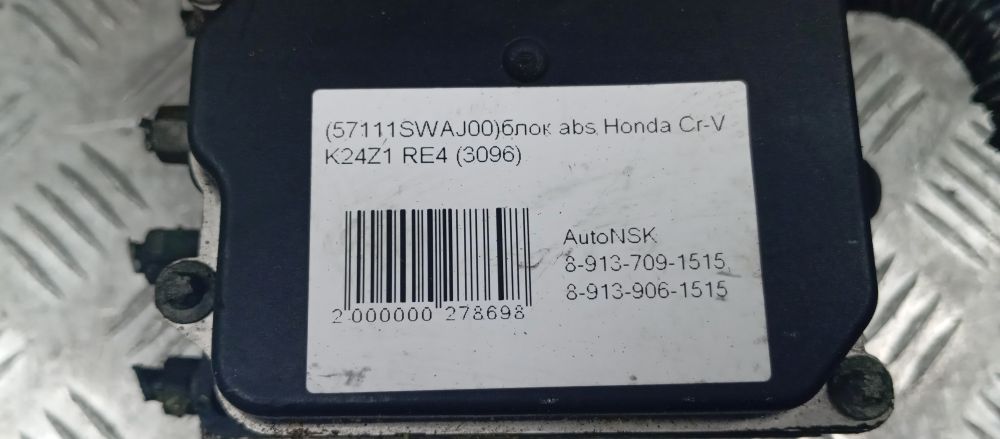 (57111SWAJ00)блок abs Honda Cr-V
K24Z1 RE4 (3096)
AutoNSK
8-913-709-1515
8-913-906-1515
2 000000 278698